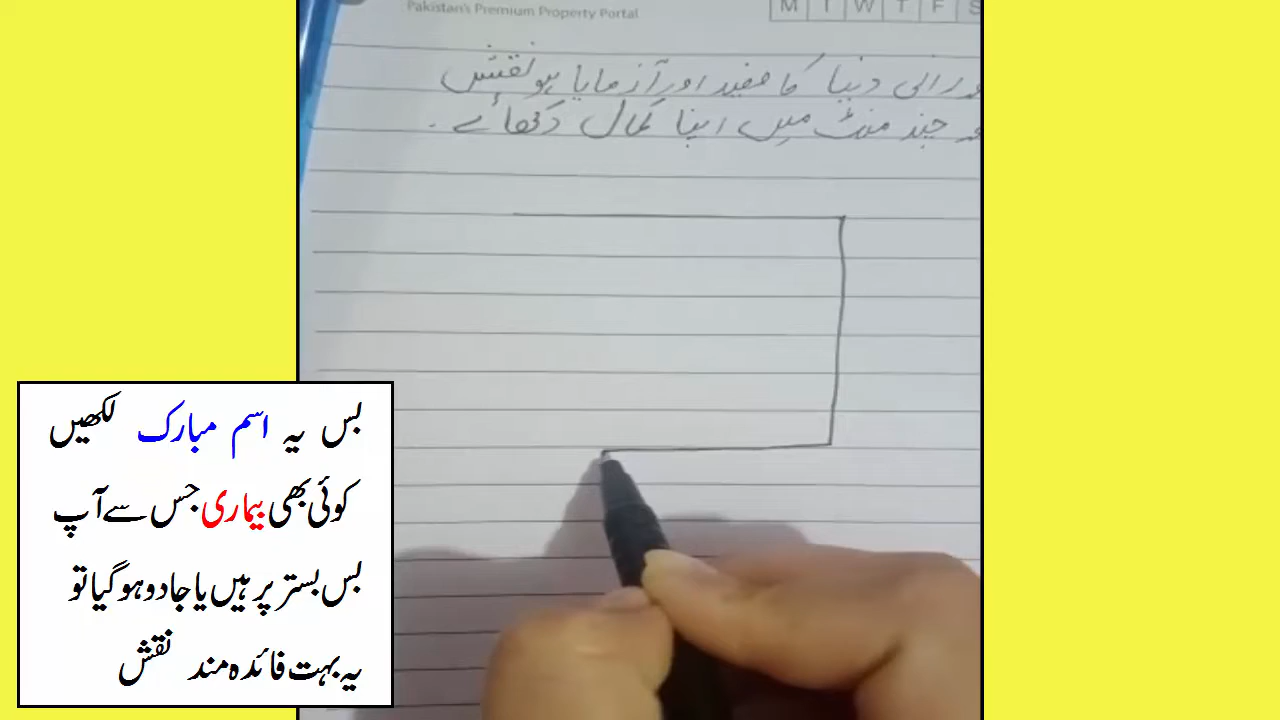 Pakistan's Premium Property Portal
M T W T F S
نورانی دنیا کا مفید اور آزمایا ہو نقش
چند منٹ میں اپنا کمال دکھائے۔
بس یہ اسم مبارک لکھیں
کوئی بھی بیماری جس سے آپ
بس بستر پر ہیں یا جادو ہو گیا تو
یہ بہت فائدہ مند نقش